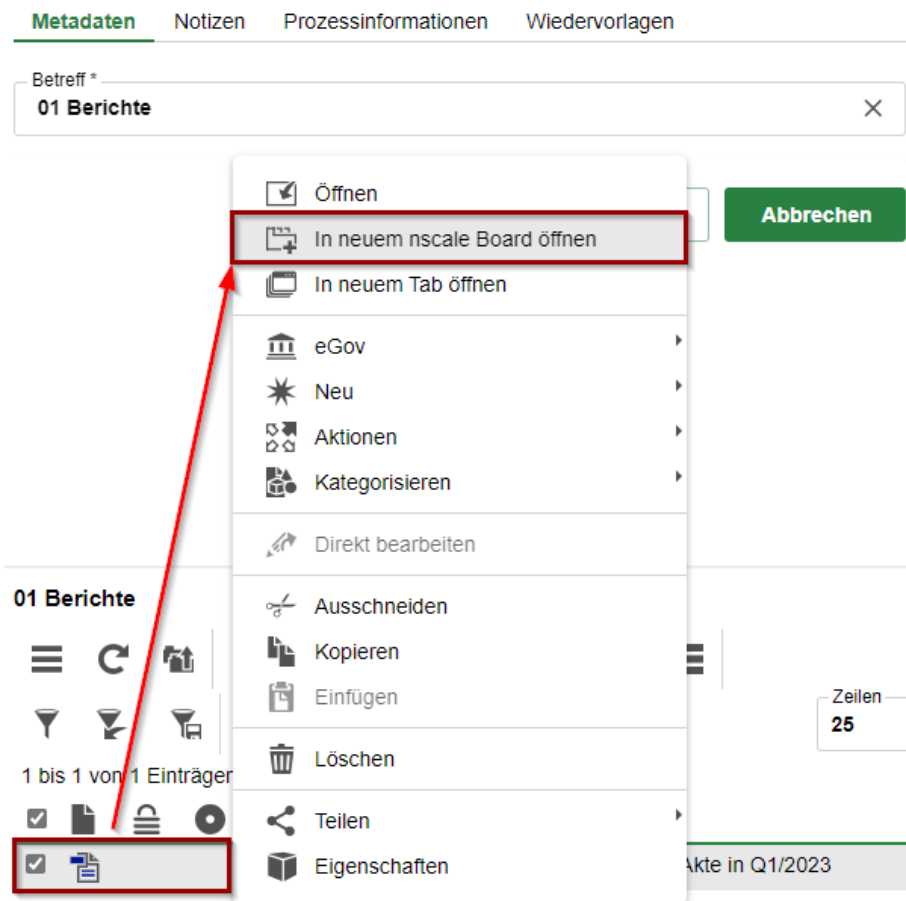 Metadaten Notizen Prozessinformationen Wiedervorlagen
Betreff *
01 Berichte
Öffnen
Abbrechen
In neuem nscale Board öffnen
In neuem Tab öffnen
eGov
Neu
Aktionen
Kategorisieren
Direkt bearbeiten
01 Berichte
Ausschneiden
Kopieren
Einfügen
Zeilen
25
Löschen
1 bis 1 von 1 Einträgen
Teilen
Eigenschaften
Akte in Q1/2023